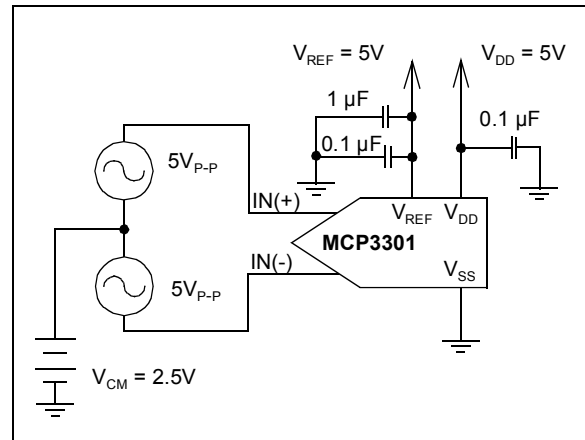 V_REF = 5V
V_DD = 5V
1 µF
0.1 µF
0.1 µF
5V_P-P
IN(+)
V_REF V_DD
MCP3301
IN(-)
V_SS
5V_P-P
V_CM = 2.5V